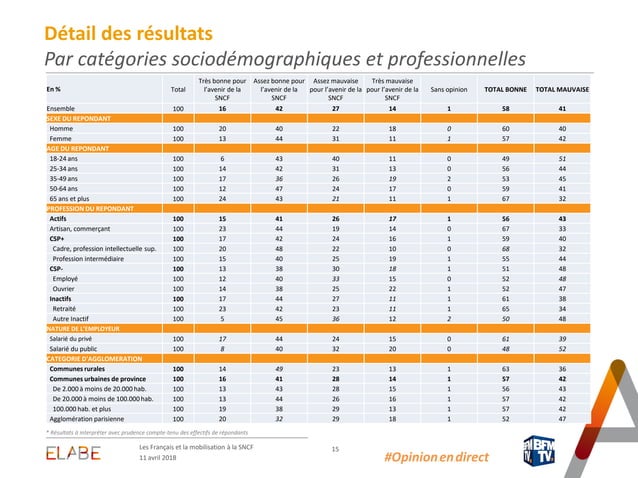 Détail des résultats
Par catégories sociodémographiques et professionnelles
En % Total Très bonne pour l'avenir de la SNCF Assez bonne pour l'avenir de la SNCF Assez mauvaise pour l'avenir de la SNCF Très mauvaise pour l'avenir de la SNCF Sans opinion TOTAL BONNE TOTAL MAUVAISE
Ensemble 100 16 42 27 14 1 58 41
SEXE DU REPONDANT
Homme 100 20 40 22 18 0 60 40
Femme 100 13 44 31 11 1 57 42
AGE DU REPONDANT
18-24 ans 100 6 43 40 11 0 49 51
25-34 ans 100 14 42 31 13 0 56 44
35-49 ans 100 17 36 26 19 2 53 45
50-64 ans 100 12 47 24 17 0 59 41
65 ans et plus 100 24 43 21 11 1 67 32
PROFESSION DU REPONDANT
Actifs 100 15 41 26 17 1 56 43
Artisan, commerçant 100 23 44 19 14 0 67 33
CSP+ 100 17 42 24 16 1 59 40
Cadre, profession intellectuelle sup. 100 20 48 22 10 0 68 32
Profession intermédiaire 100 15 40 25 19 1 55 44
CSP- 100 13 38 30 18 1 51 48
Employé 100 12 40 33 15 0 52 48
Ouvrier 100 14 38 25 22 1 52 47
Inactifs 100 17 44 27 11 1 61 38
Retraité 100 23 42 23 11 1 65 34
Autre Inactif 100 5 45 36 12 2 50 48
NATURE DE L'EMPLOYEUR
Salarié du privé 100 17 44 24 15 0 61 39
Salarié du public 100 8 40 32 20 0 48 52
CATEGORIE D'AGGLOMERATION
Communes rurales 100 14 49 23 13 1 63 36
Communes urbaines de province 100 16 41 28 14 1 57 42
De 2.000 à moins de 20.000 hab. 100 13 43 28 15 1 56 43
De 20.000 à moins de 100.000 hab. 100 13 44 26 16 1 57 42
100.000 hab. et plus 100 19 38 29 13 1 57 42
Agglomération parisienne 100 20 32 29 18 1 52 47
* Résultats à interpréter avec prudence compte-tenu des effectifs de répondants
ELABE
Les Français et la mobilisation à la SNCF
11 avril 2018
15
#Opinion en direct
BFM TV.